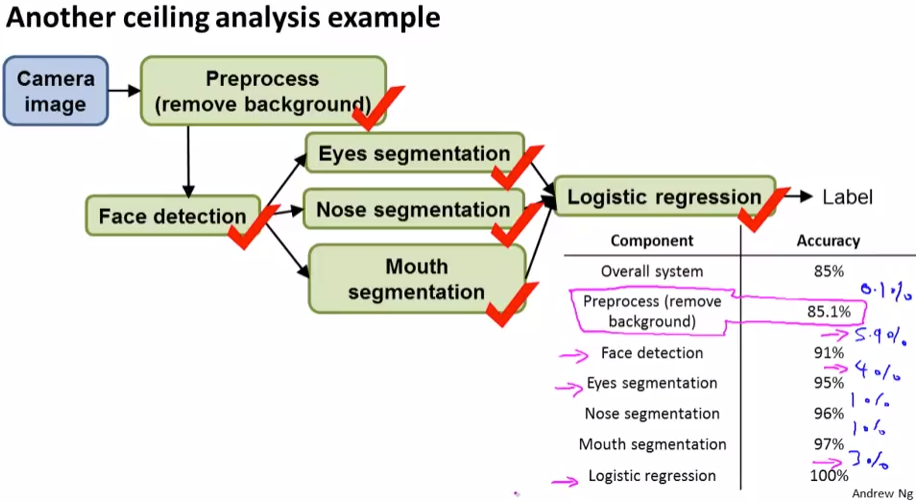 Another ceiling analysis example
Camera
image
Preprocess
(remove background)
Eyes segmentation
Face detection
Nose segmentation
Mouth
segmentation
Logistic regression
Label
Component Accuracy
Overall system 85%
0.1%
Preprocess (remove
background) 85.1%
5.9%
Face detection 91%
4%
Eyes segmentation 95%
1%
Nose segmentation 96%
1%
Mouth segmentation 97%
3%
Logistic regression 100%
Andrew Ng